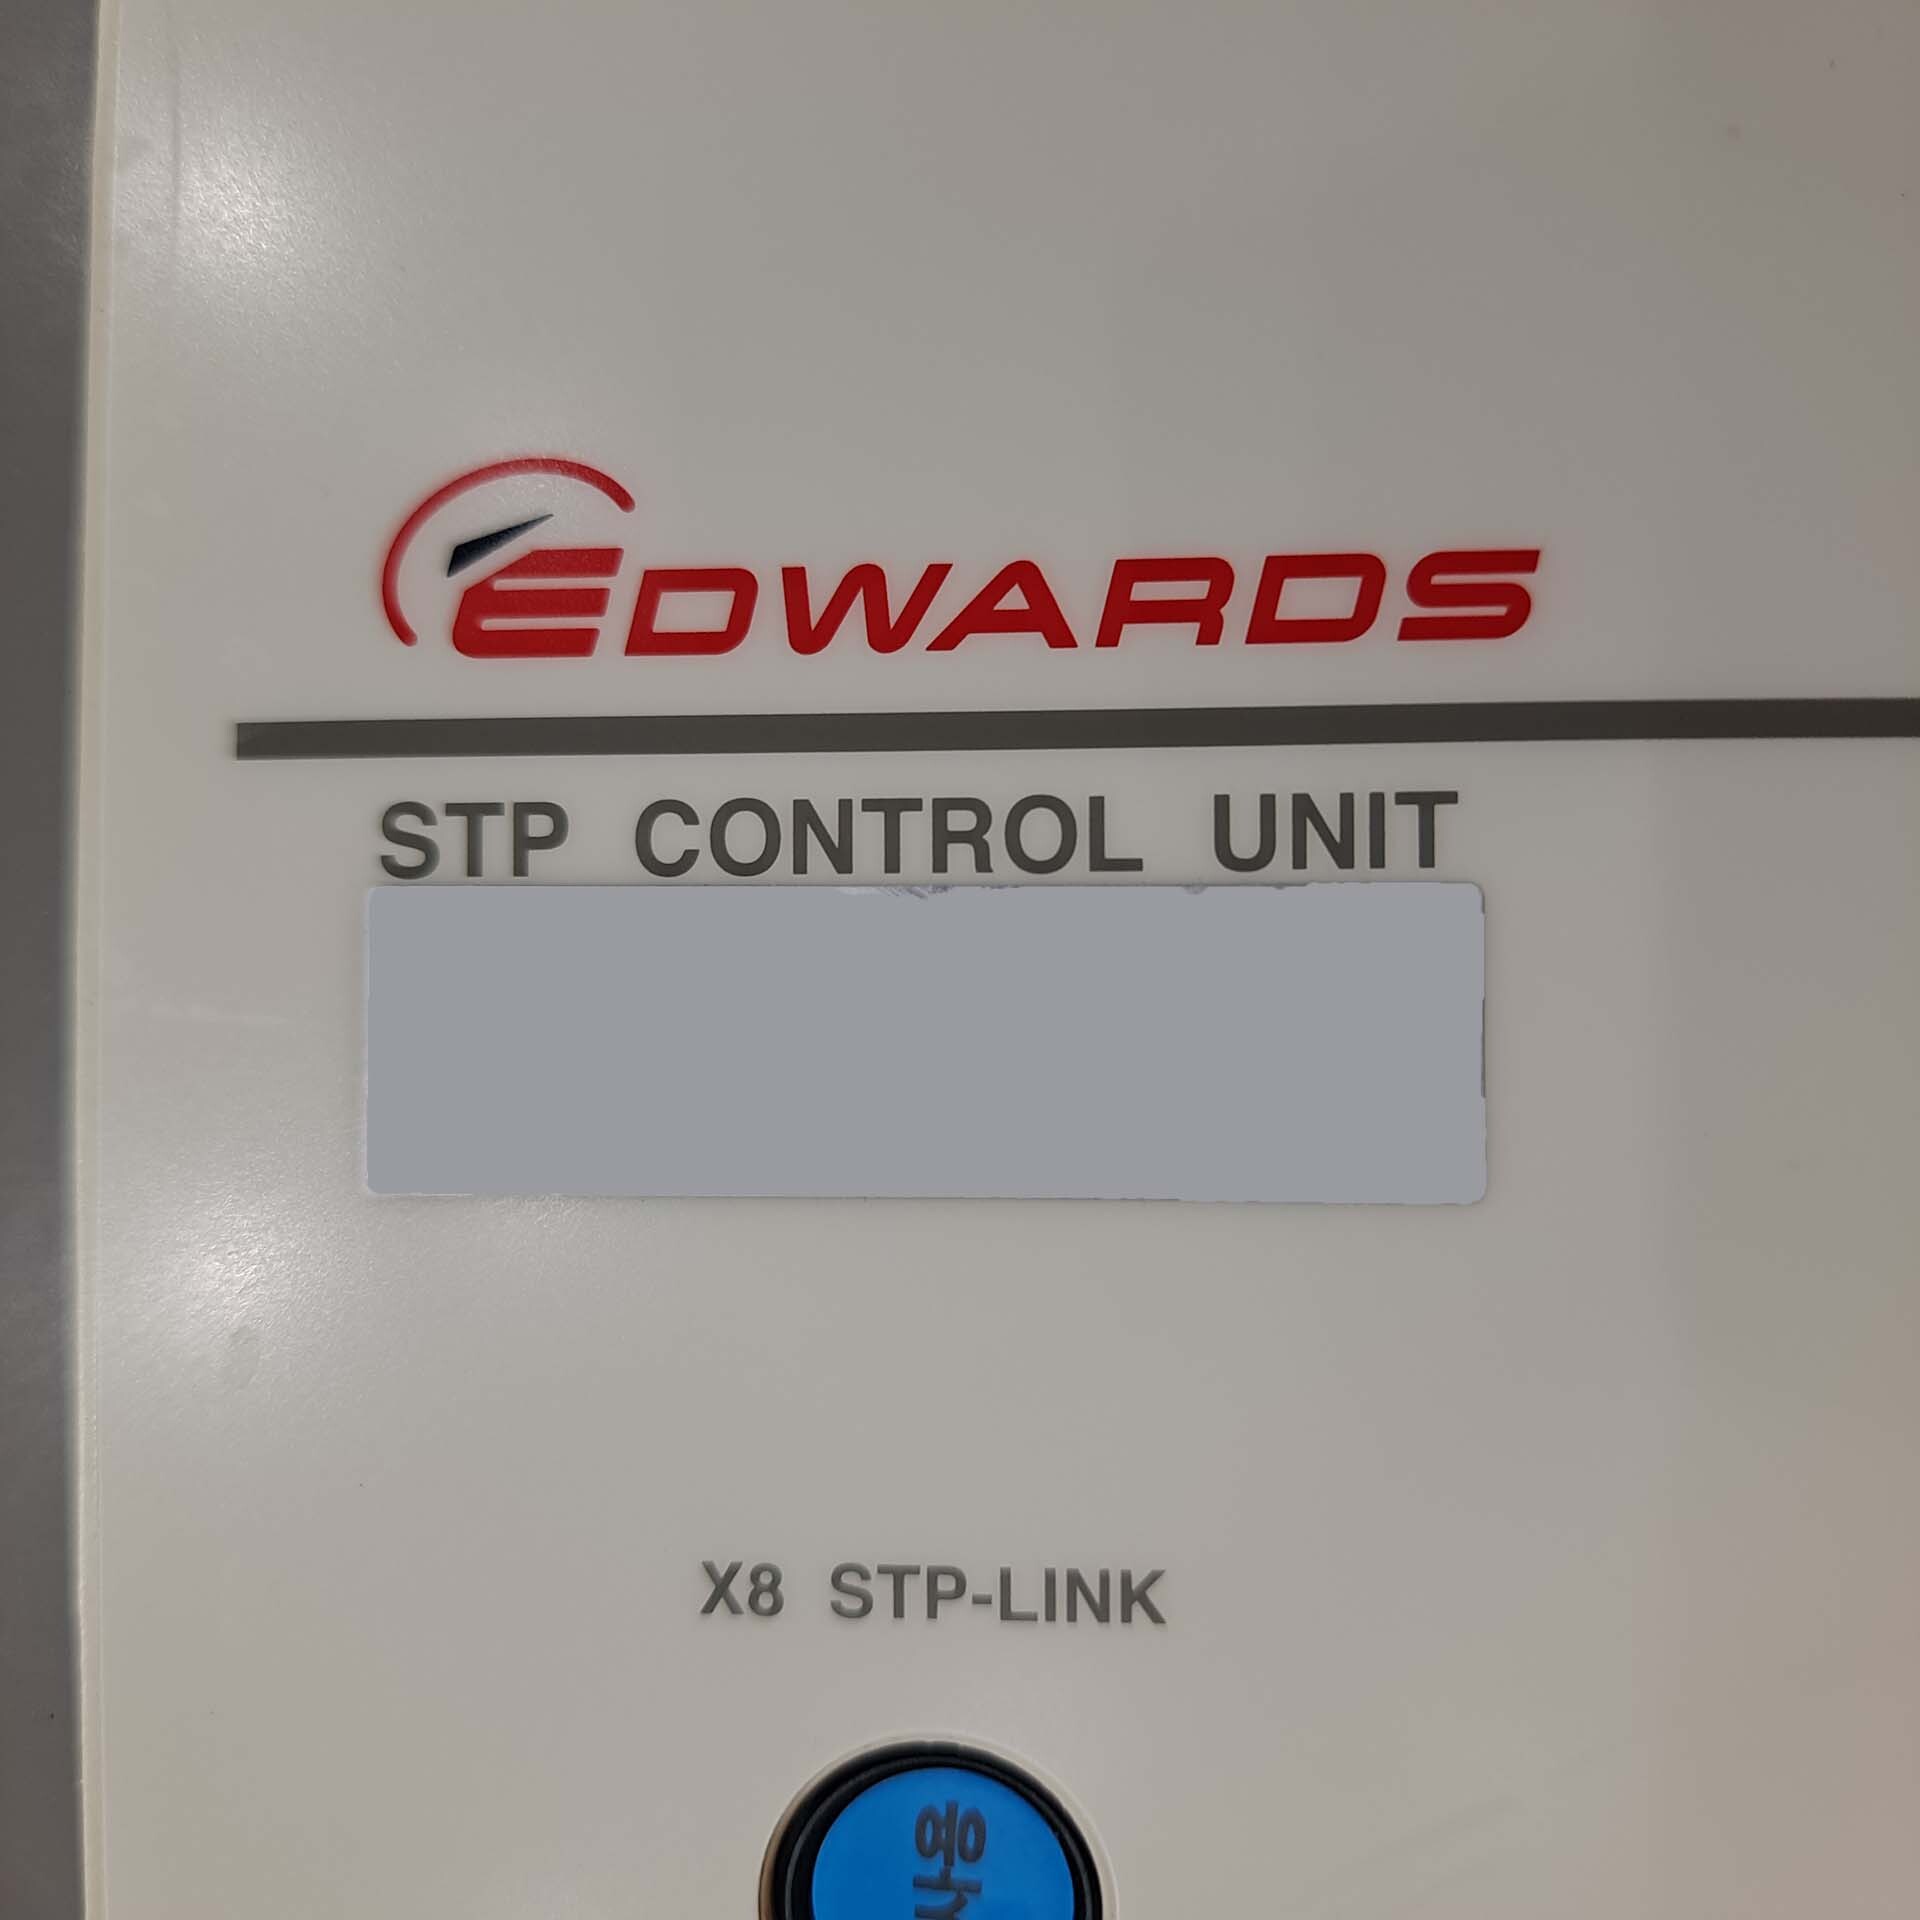 EDWARDS
STP CONTROL UNIT
X8 STP-LINK